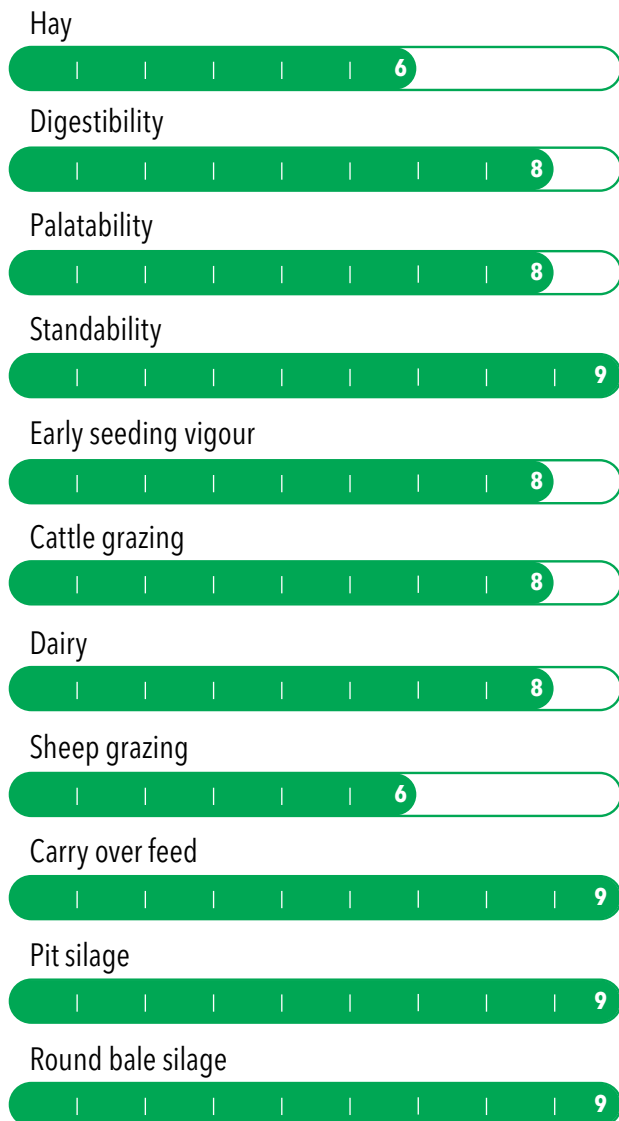 Hay
6
Digestibility
8
Palatability
8
Standability
9
Early seeding vigour
8
Cattle grazing
8
Dairy
8
Sheep grazing
6
Carry over feed
9
Pit silage
9
Round bale silage
9